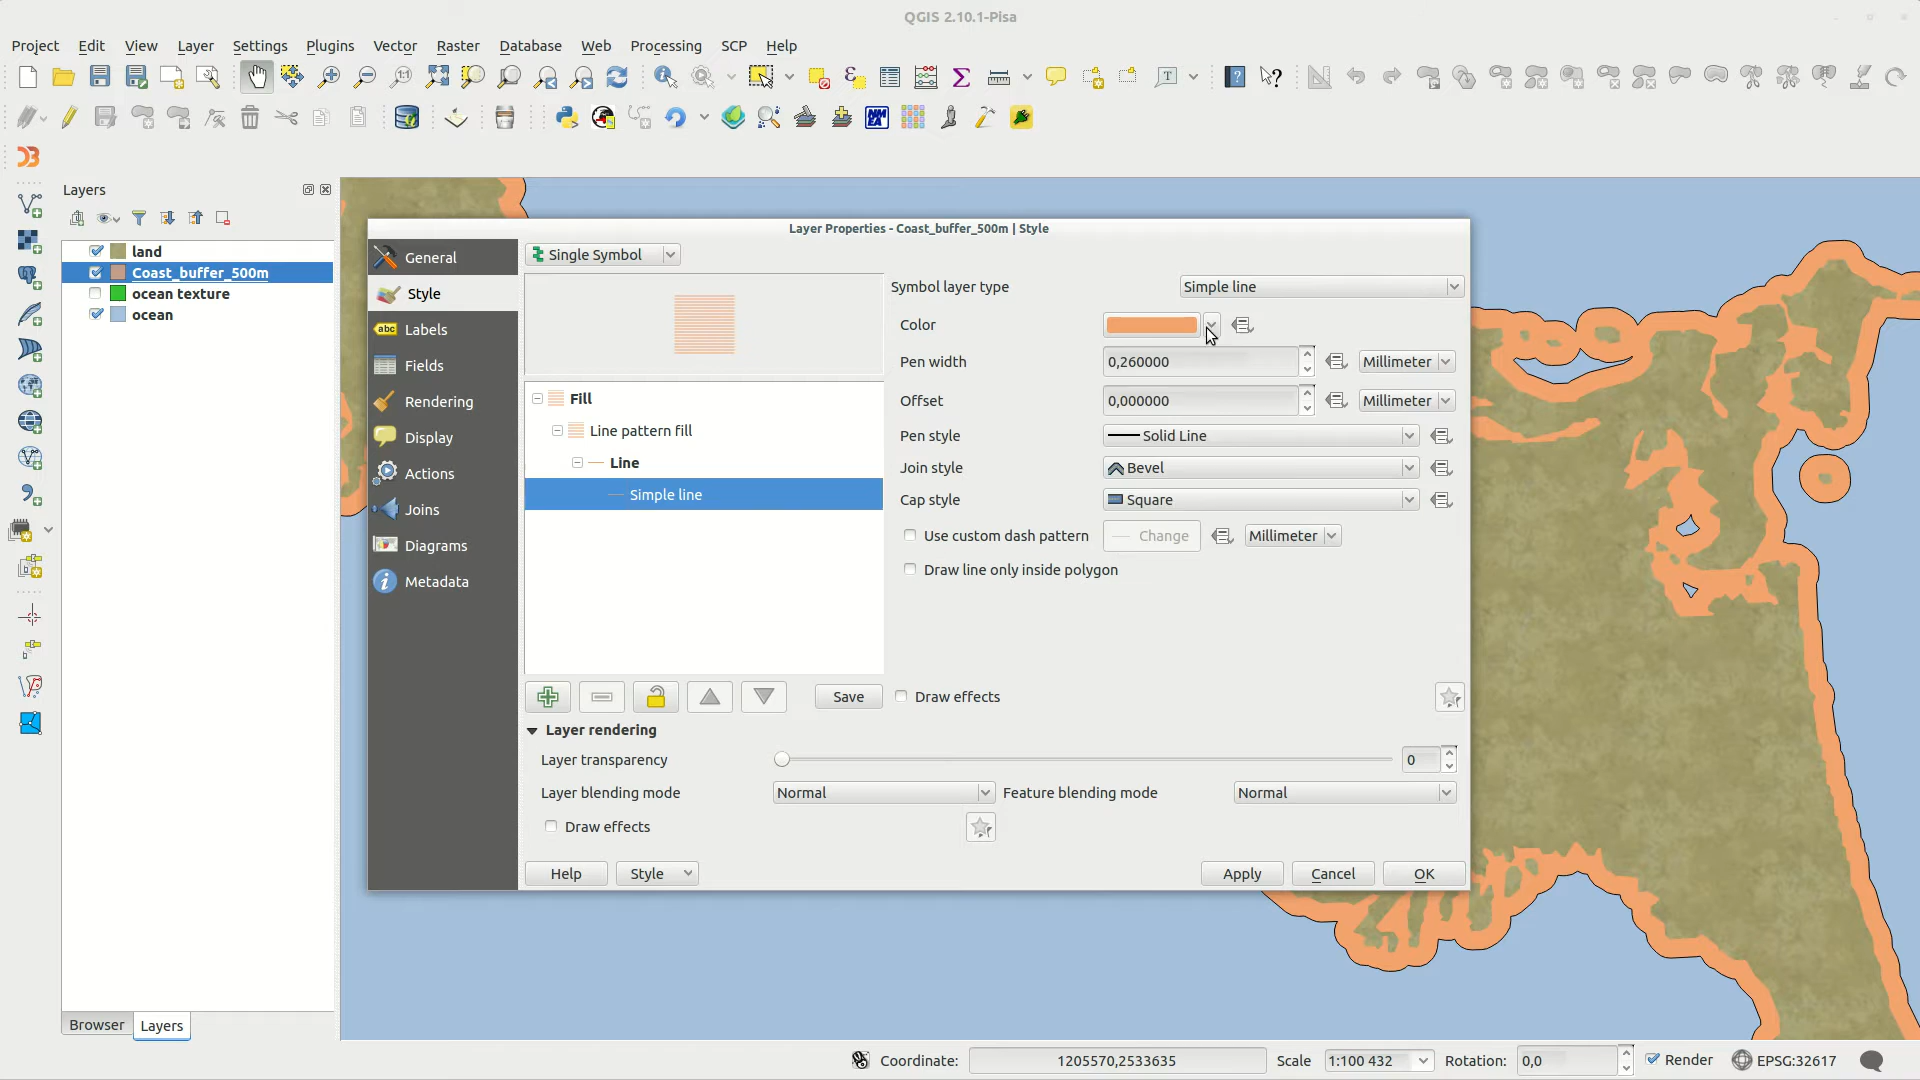 QGIS 2.10.1-Pisa
Project Edit View Layer Settings Plugins Vector Raster Database Web Processing SCP Help
Layers
land
Coast_buffer_500m
ocean texture
ocean
Browser
Layers
Layer Properties - Coast_buffer_500m | Style
General
Style
abc Labels
Fields
Rendering
Display
Actions
Joins
Diagrams
Metadata
Single Symbol
Fill
Line pattern fill
Line
Simple line
Save
Symbol layer type Simple line
Color
Pen width 0,260000 Millimeter
Offset 0,000000 Millimeter
Pen style Solid Line
Join style Bevel
Cap style Square
Use custom dash pattern Change Millimeter
Draw line only inside polygon
Draw effects
Layer rendering
Layer transparency 0
Layer blending mode Normal Feature blending mode Normal
Draw effects
Help Style Apply Cancel OK
Coordinate: 1205570,2533635 Scale 1:100 432 Rotation: 0,0 Render EPSG:32617